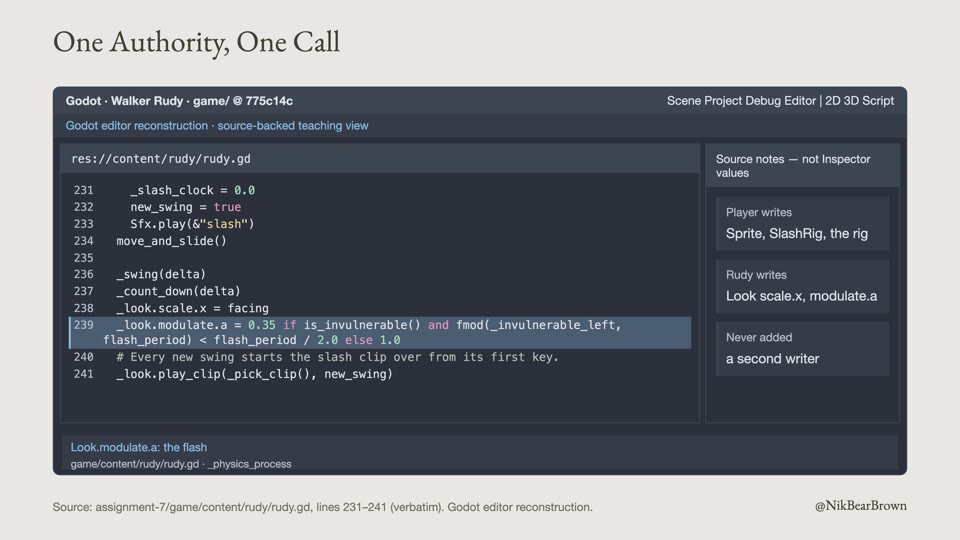 One Authority, One Call
Godot · Walker Rudy · game/ @ 775c14c
Scene Project Debug Editor | 2D 3D Script
Godot editor reconstruction · source-backed teaching view
res://content/rudy/rudy.gd
231 _slash_clock = 0.0
232 new_swing = true
233 Sfx.play(&"slash")
234 move_and_slide()
235
236 _swing(delta)
237 _count_down(delta)
238 _look.scale.x = facing
239 _look.modulate.a = 0.35 if is_invulnerable() and fmod(_invulnerable_left,
flash_period) < flash_period / 2.0 else 1.0
240 # Every new swing starts the slash clip over from its first key.
241 _look.play_clip(_pick_clip(), new_swing)
Source notes — not Inspector
values
Player writes
Sprite, SlashRig, the rig
Rudy writes
Look scale.x, modulate.a
Never added
a second writer
Look.modulate.a: the flash
game/content/rudy/rudy.gd · _physics_process
Source: assignment-7/game/content/rudy/rudy.gd, lines 231–241 (verbatim). Godot editor reconstruction.
@NikBearBrown